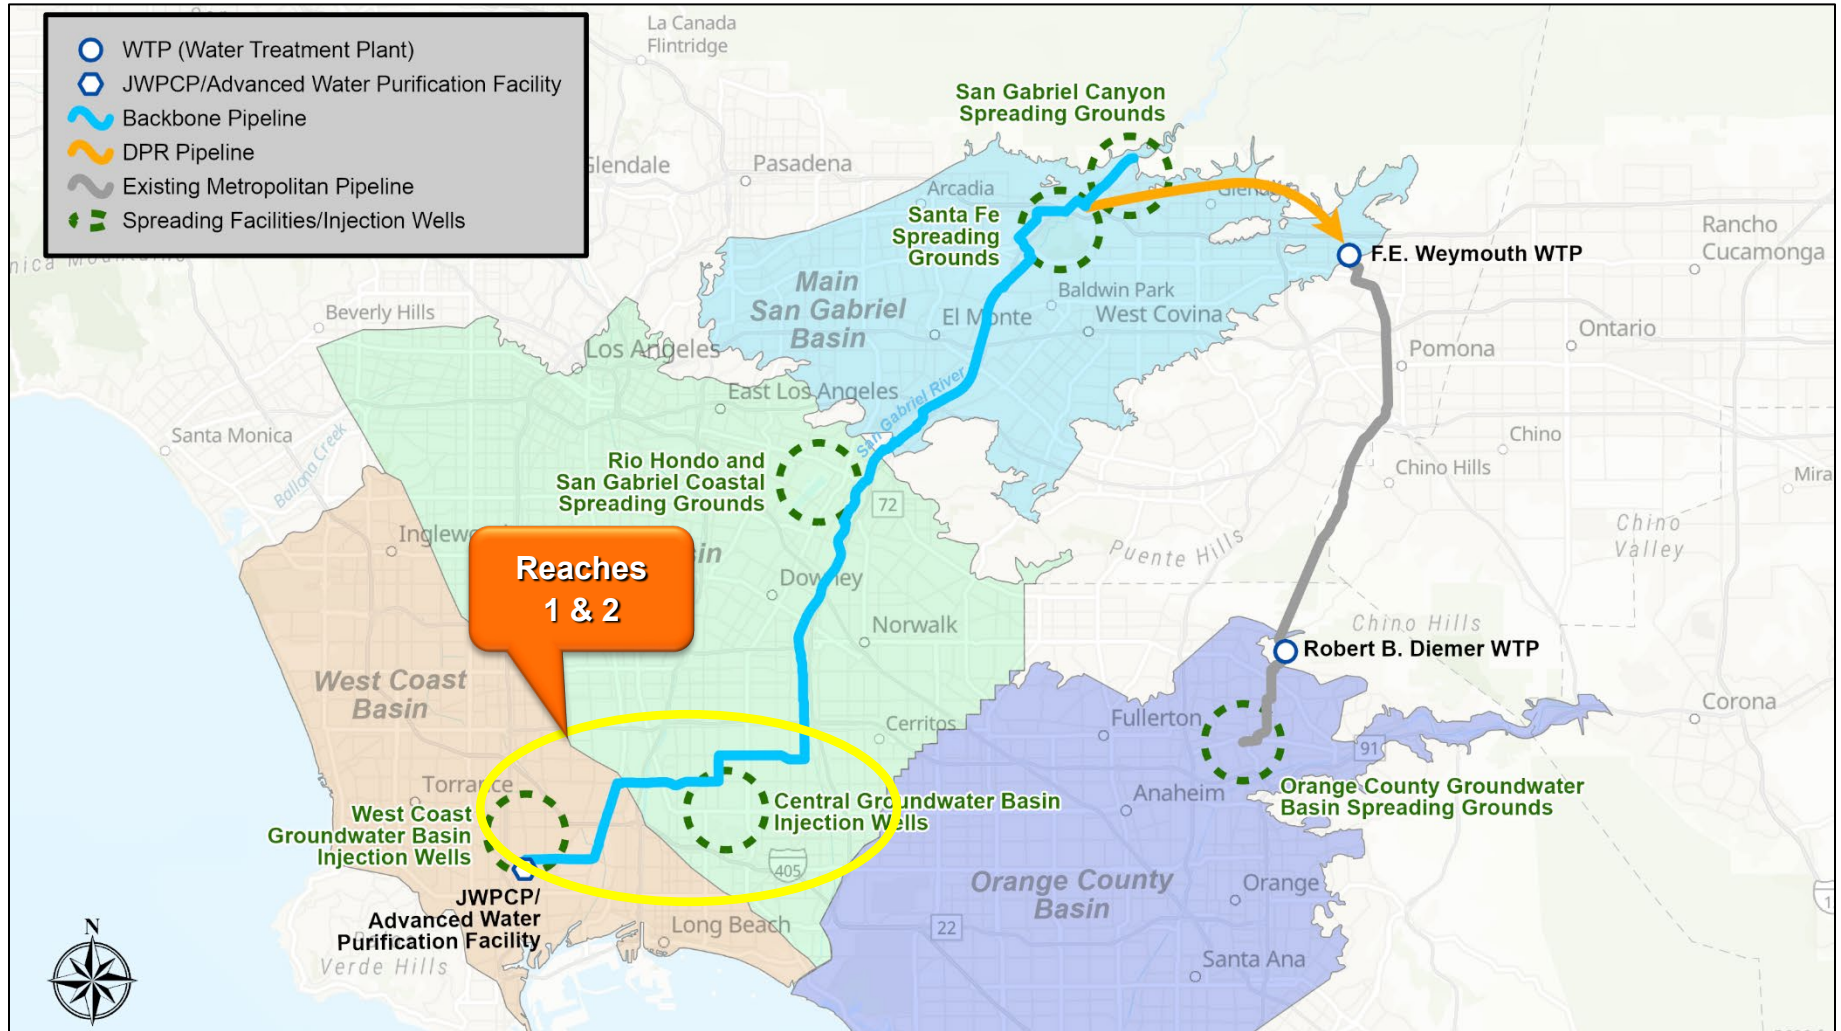 WTP (Water Treatment Plant)
JWPCP/Advanced Water Purification Facility
Backbone Pipeline
DPR Pipeline
Existing Metropolitan Pipeline
Spreading Facilities/Injection Wells
La Canada
Flintridge
San Gabriel Canyon
Spreading Grounds
Glendale
Pasadena
Arcadia
Santa Fe
Spreading
Grounds
F.E. Weymouth WTP
Rancho
Cucamonga
Main
San Gabriel
Basin
Baldwin Park
El Monte
West Covina
Beverly Hills
Los Angeles
Ontario
Pomona
East Los Angeles
San Gabriel River
Santa Monica
Ballona Creek
Chino
Chino Hills
Rio Hondo and
San Gabriel Coastal
Spreading Grounds
72
Puente Hills
Chino
Valley
Reaches
1 & 2
Downey
Norwalk
Chino Hills
Robert B. Diemer WTP
West Coast
Basin
Cerritos
Fullerton
91
Corona
Torrance
West Coast
Groundwater Basin
Injection Wells
Central Groundwater Basin
Injection Wells
Anaheim
Orange County Groundwater
Basin Spreading Grounds
405
Orange County
Basin
Orange
JWPCP/
Advanced Water
Purification Facility
Long Beach
22
Verde Hills
Santa Ana
N